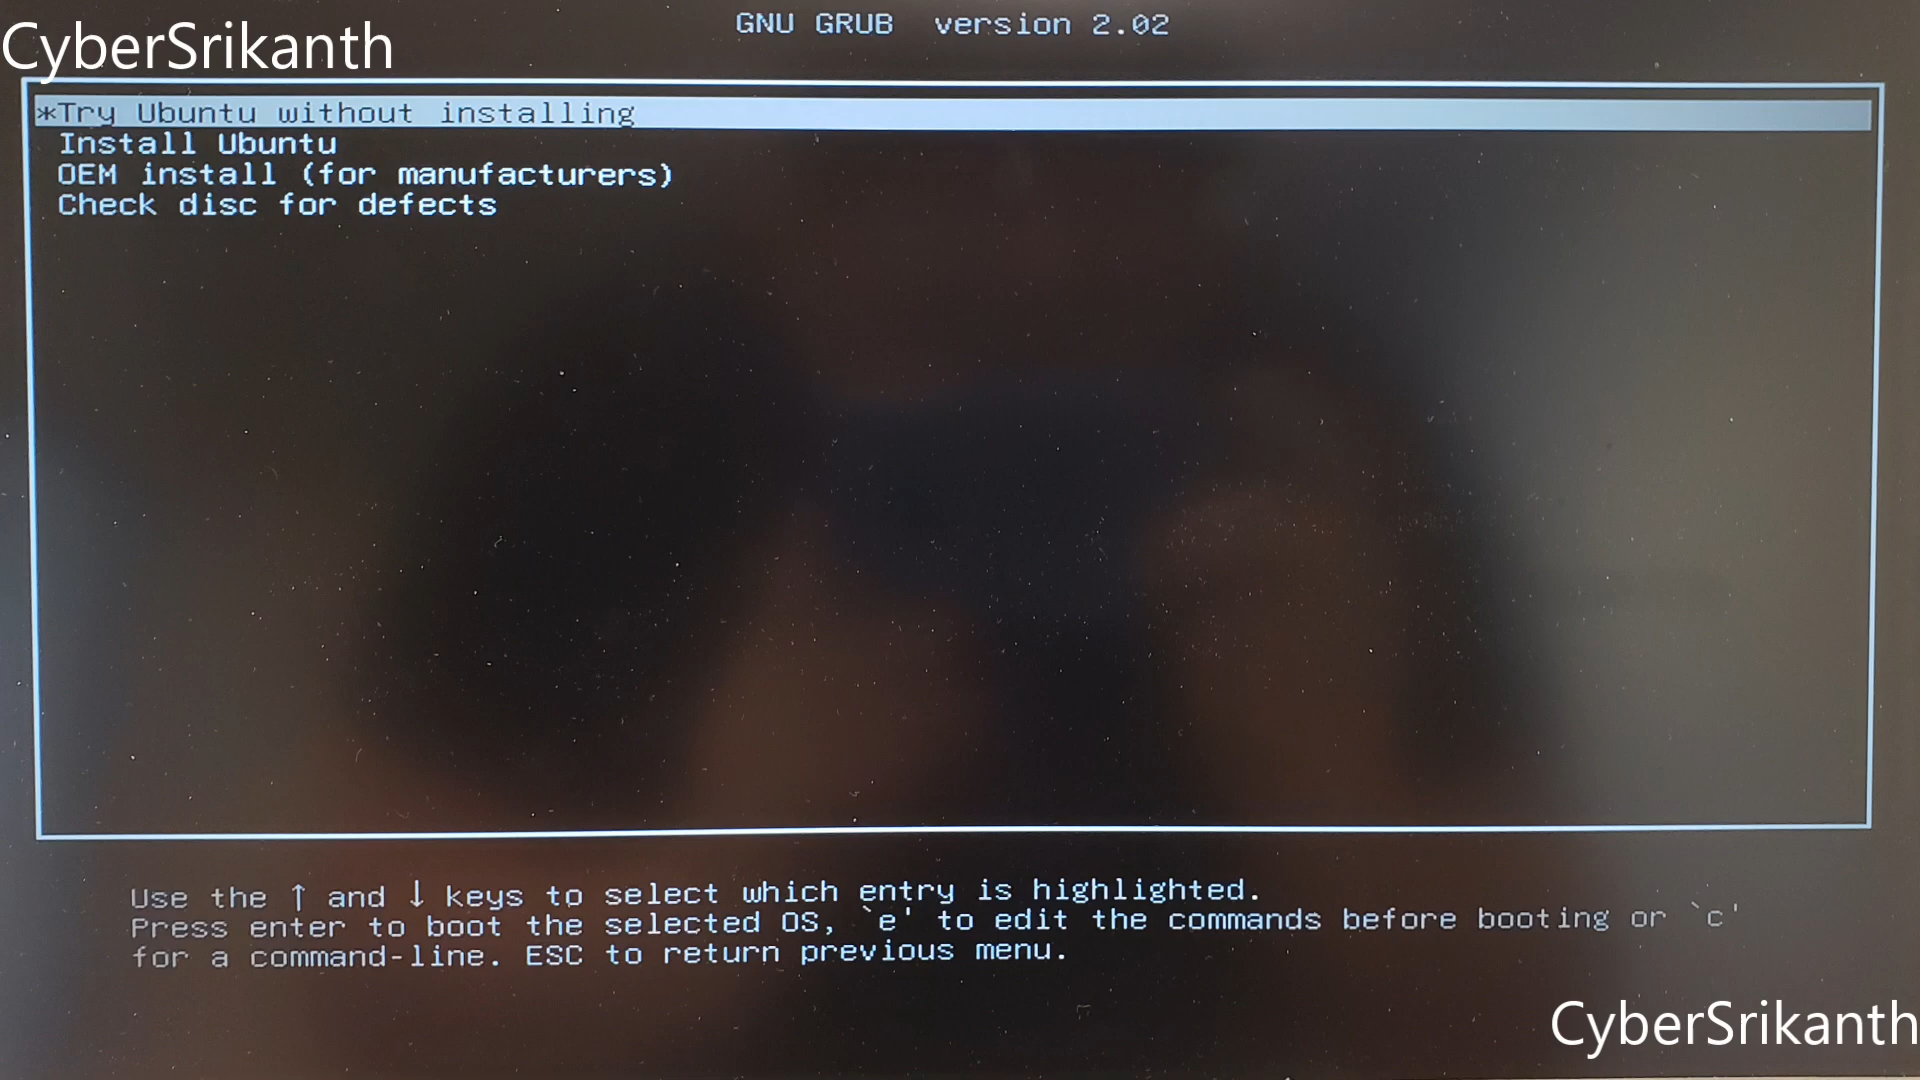 CyberSrikanth
GNU GRUB version 2.02
*Try Ubuntu without installing
Install Ubuntu
OEM install (for manufacturers)
Check disc for defects
Use the ↑ and ↓ keys to select which entry is highlighted.
Press enter to boot the selected OS, `e' to edit the commands before booting or `c'
for a command-line. ESC to return previous menu.
CyberSrikanth